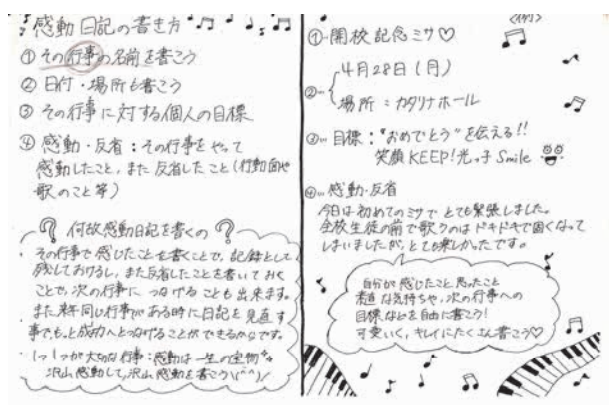 感動日記の書き方
① その行事の名前を書こう
② 日付・場所も書こう
③ その行事に対する個人の目標
④ 感動・反省:その行事をやって
感動したこと、また反省したこと(行動面や
歌のこと等)
何故感動日記を書くの?
その行事で感じたことを書くことで、記録として
残しておけるし、また反省したことを書いておく
ことで、次の行事につなげることも出来ます。
また来年同じ行事がある時に日記を見直す
事で、もっと成功へとつなげることができるからです。
1つ1つが大切な行事:感動は一生の宝物
沢山感動して、沢山感動を書こう\(^^)/
<例>
①…開校記念ミサ♡
②… 4月28日(月)
場所:カタリナホール
③…目標:"おめでとう"を伝える!!
笑顔KEEP!光っ子Smile
④…感動・反省
今日は初めてのミサでとても緊張しました。
全校生徒の前で歌うのはドキドキで固くなって
しまいましたが、とても楽しかったです。
自分が感じたこと、思ったこと
素直な気持ちや、次の行事への
目標などを自由に書こう!
可愛いく、キレイにたくさん書こう♡